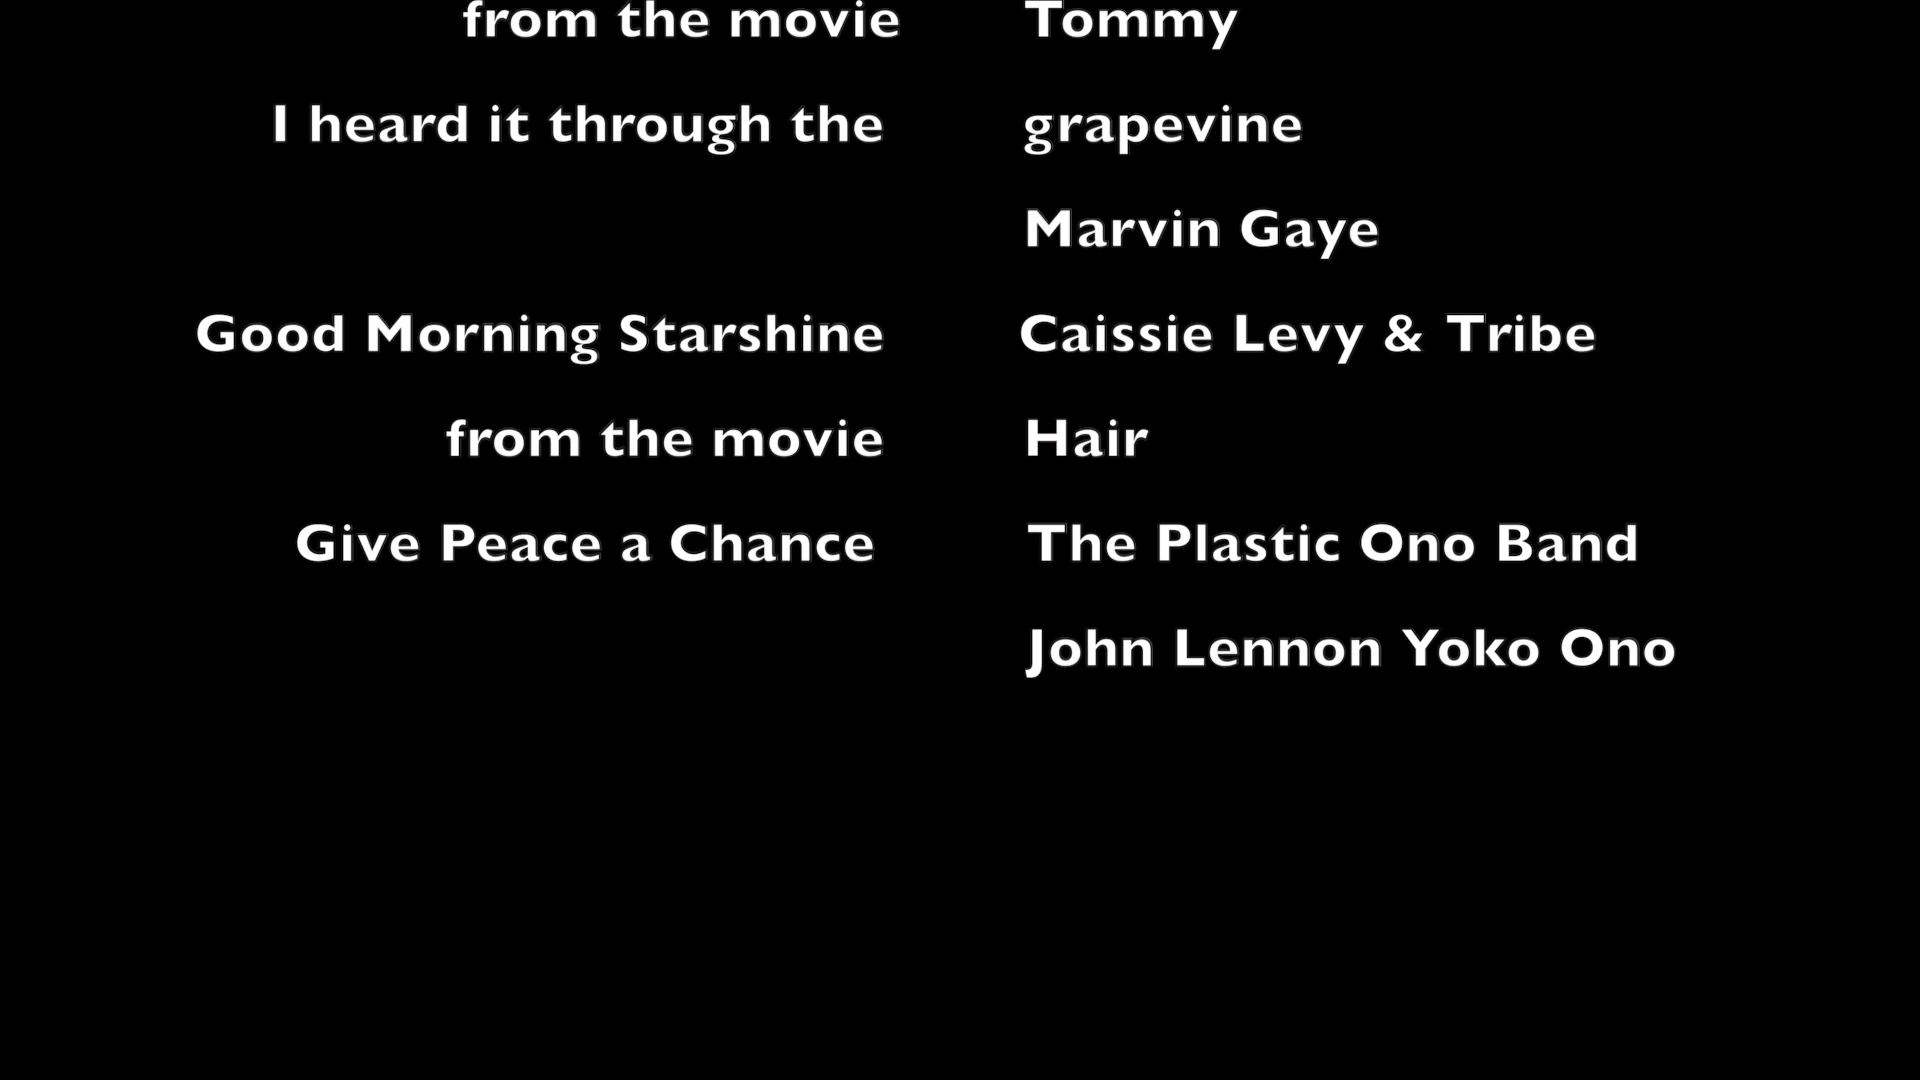 from the movie Tommy
I heard it through the grapevine
Marvin Gaye
Good Morning Starshine Caissie Levy & Tribe
from the movie Hair
Give Peace a Chance The Plastic Ono Band
John Lennon Yoko Ono